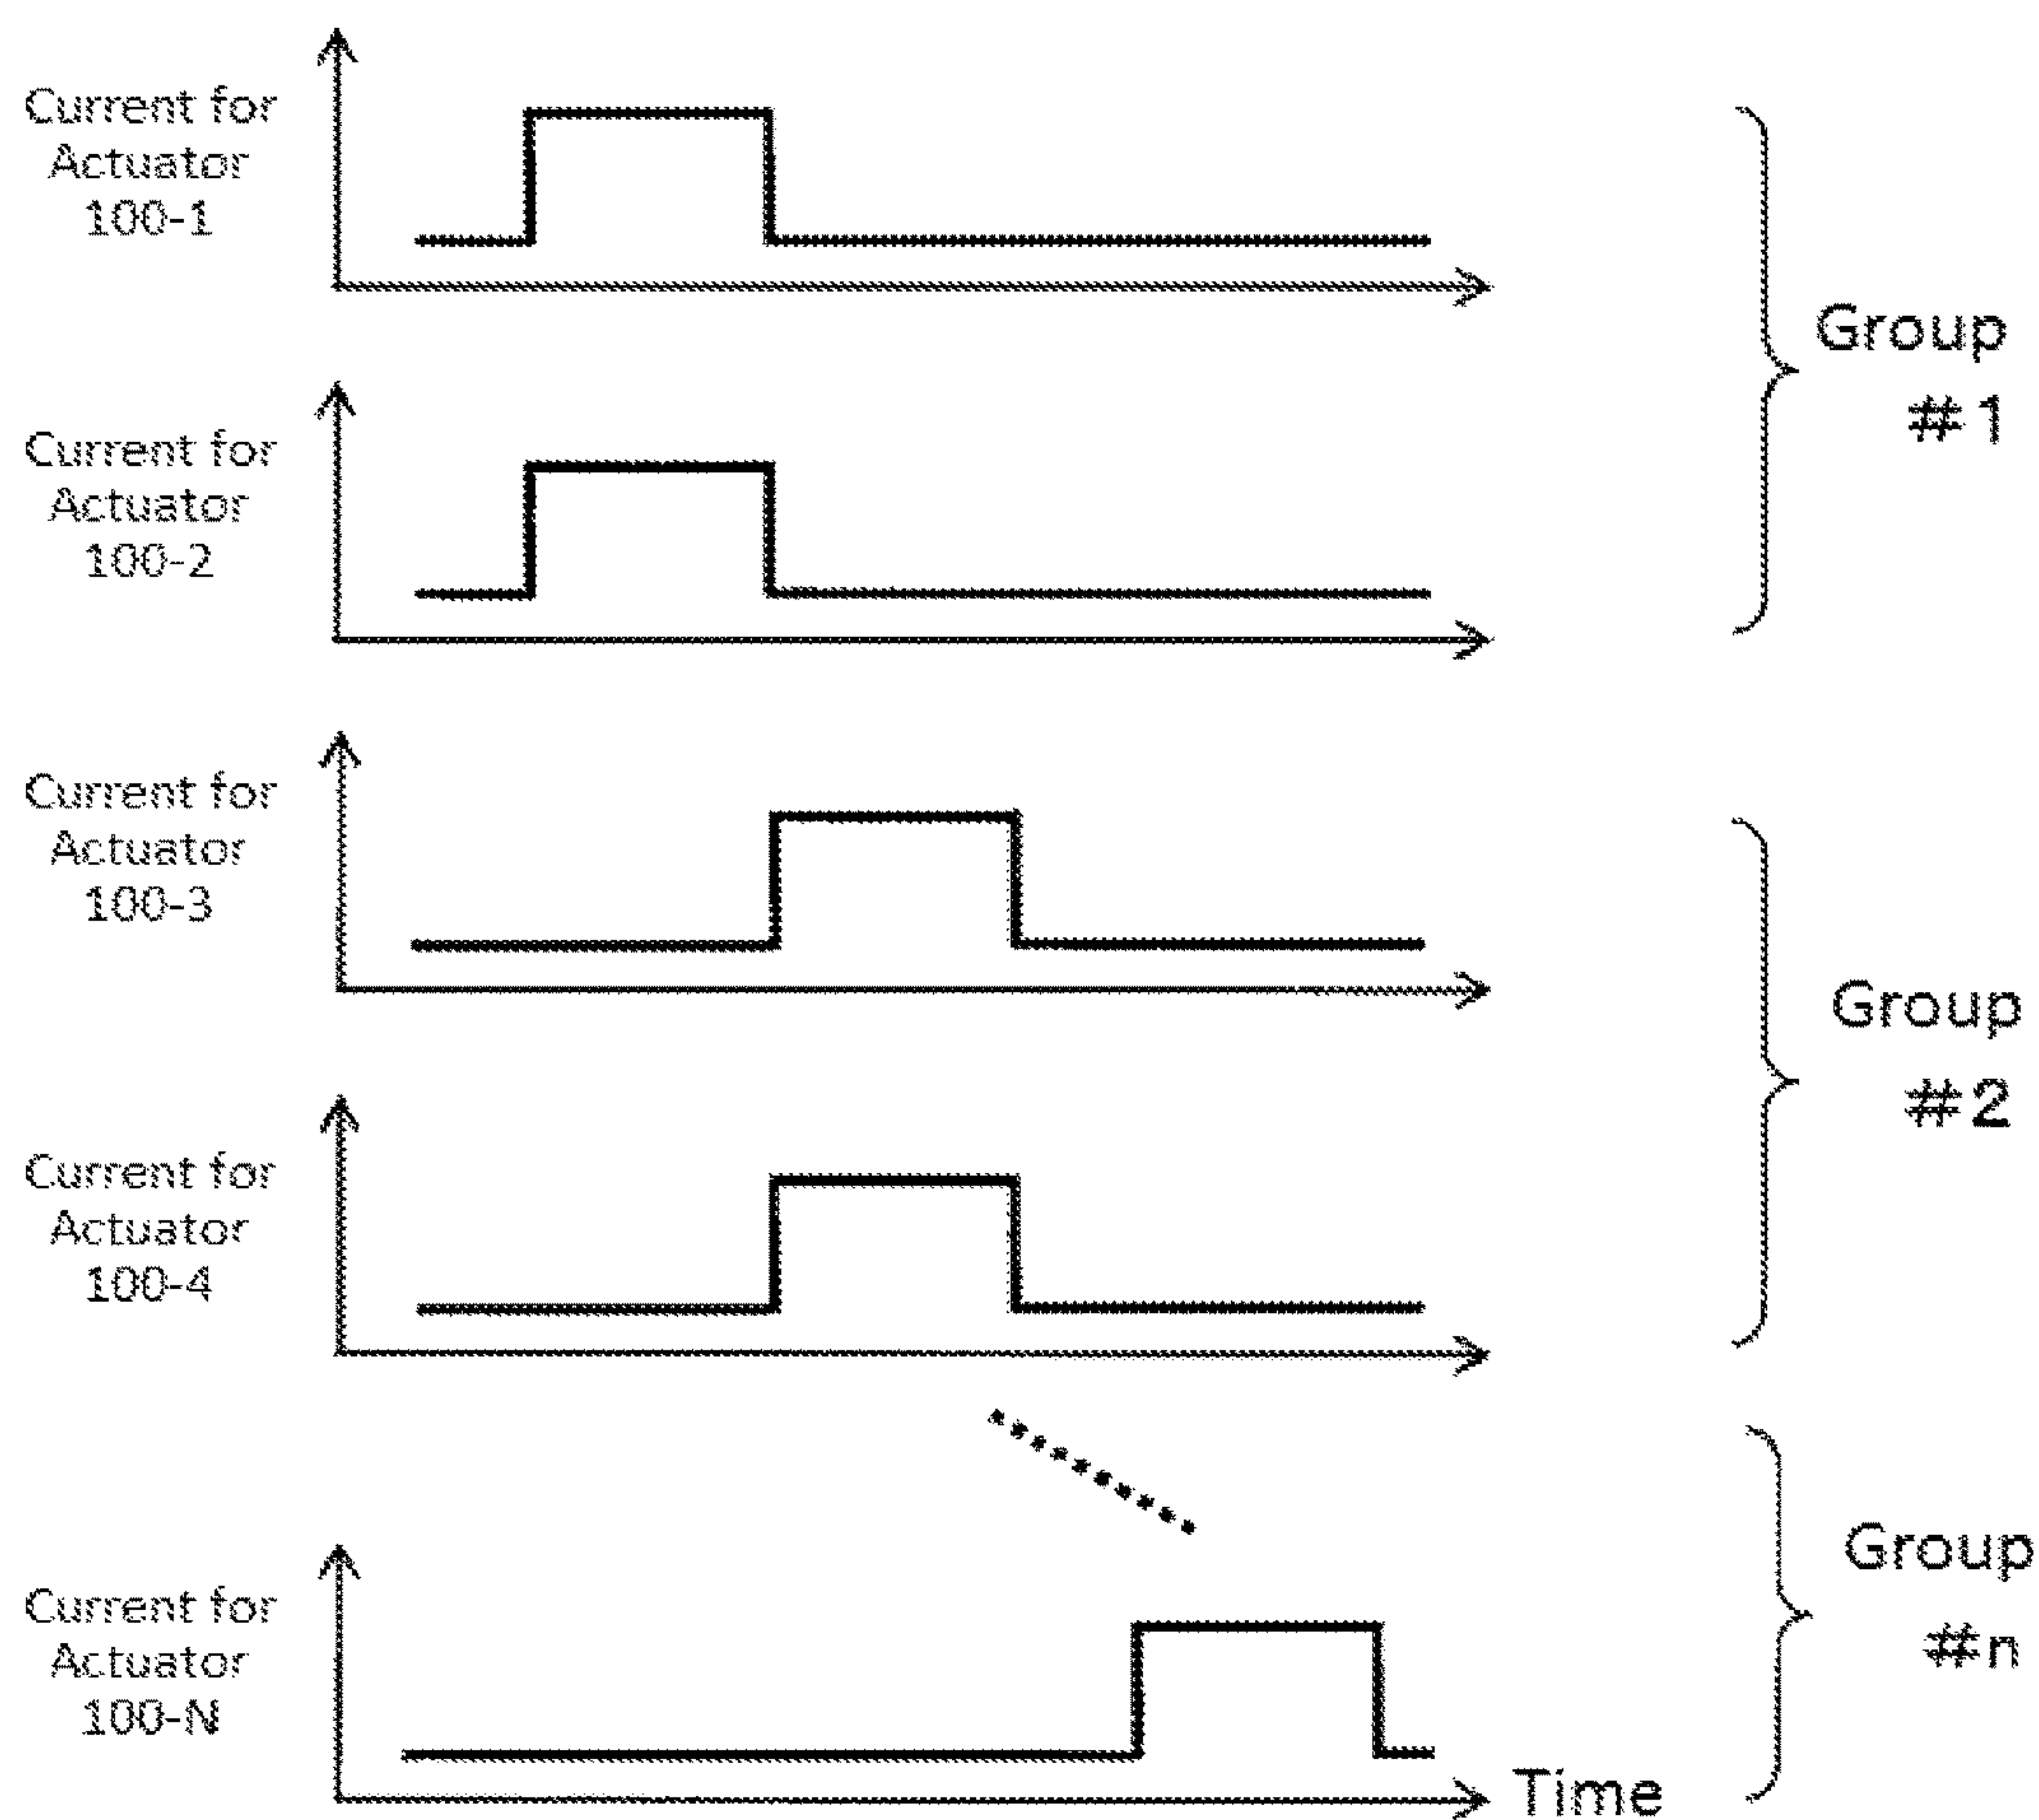 Current for
Actuator
100-1
Current for
Actuator
100-2
Group
#1
Current for
Actuator
100-3
Current for
Actuator
100-4
Group
#2
Current for
Actuator
100-N
Group
#n
Time